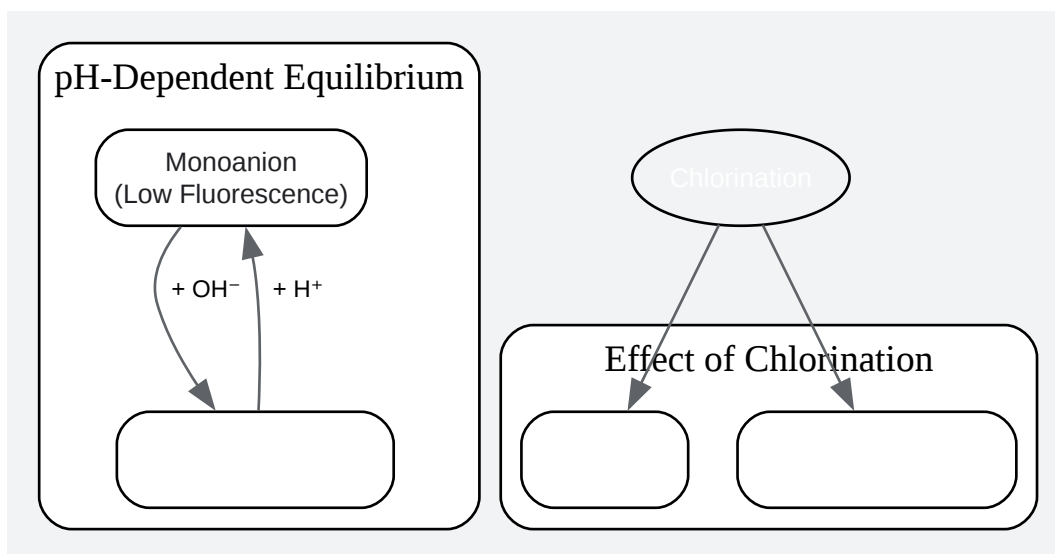 pH-Dependent Equilibrium
Monoanion
(Low Fluorescence)
+ OH⁻
+ H⁺
Chlorination
Effect of Chlorination